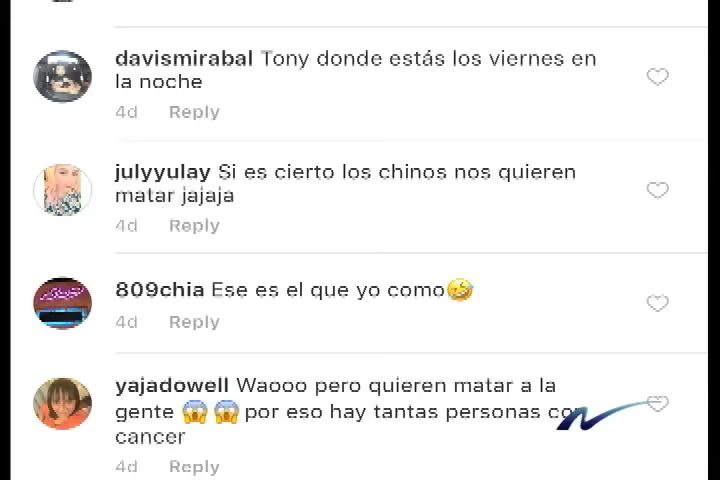 davismirabal Tony donde estás los viernes en
la noche
4d Reply
julyyulay Si es cierto los chinos nos quieren
matar jajaja
4d Reply
809chia Ese es el que yo como🤣
4d Reply
yajadowell Waooo pero quieren matar a la
gente 😱 😱 por eso hay tantas personas con
cancer
4d Reply